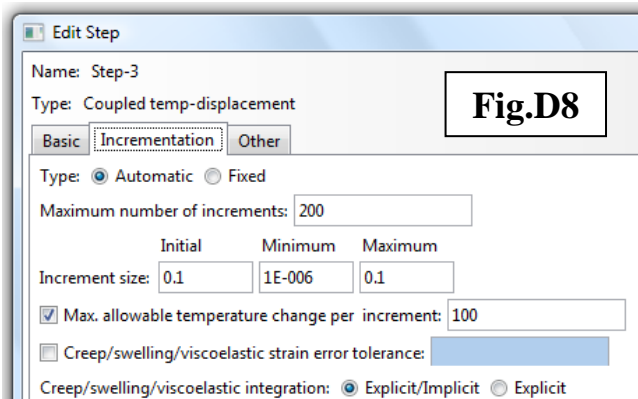 Edit Step
Name: Step-3
Type: Coupled temp-displacement
Fig.D8
Basic Incrementation Other
Type: Automatic Fixed
Maximum number of increments: 200
Initial Minimum Maximum
Increment size: 0.1 1E-006 0.1
Max. allowable temperature change per increment: 100
Creep/swelling/viscoelastic strain error tolerance:
Creep/swelling/viscoelastic integration: Explicit/Implicit Explicit